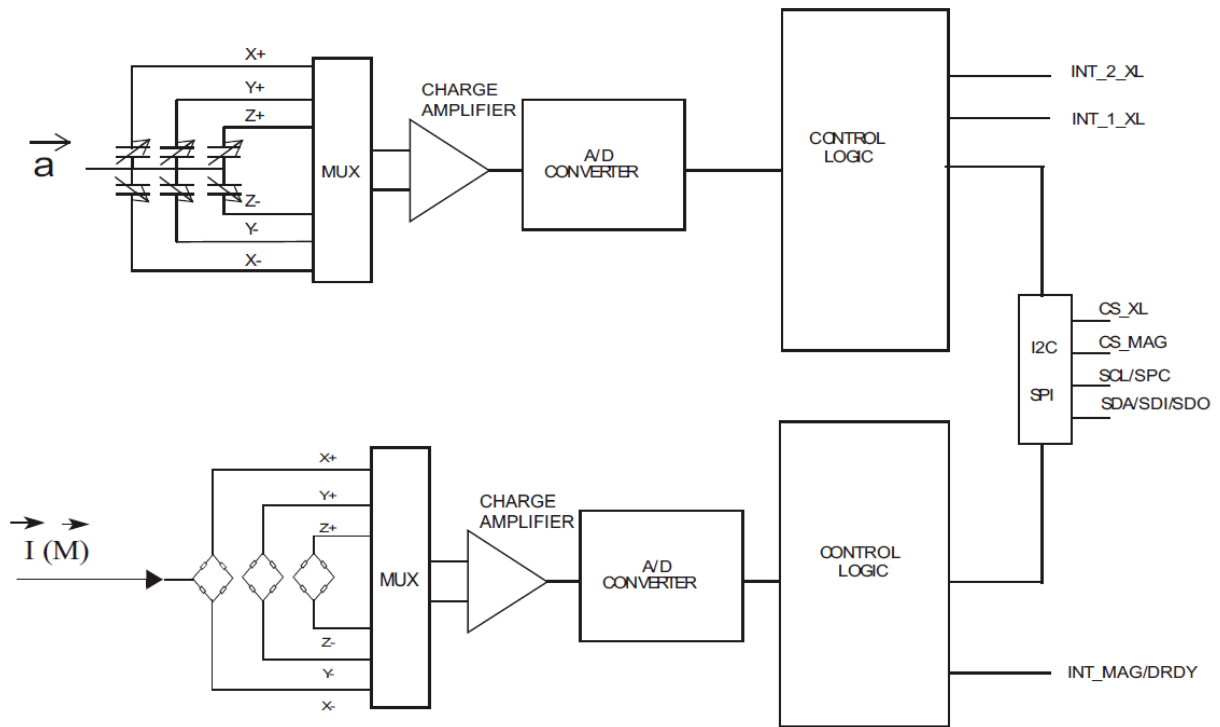 X+
Y+
Z+
a
Z-
Y-
X-
MUX
CHARGE
AMPLIFIER
A/D
CONVERTER
CONTROL
LOGIC
INT_2_XL
INT_1_XL
I2C
SPI
CS_XL
CS_MAG
SCL/SPC
SDA/SDI/SDO
I (M)
X+
Y+
Z+
Z-
Y-
X-
MUX
CHARGE
AMPLIFIER
A/D
CONVERTER
CONTROL
LOGIC
INT_MAG/DRDY